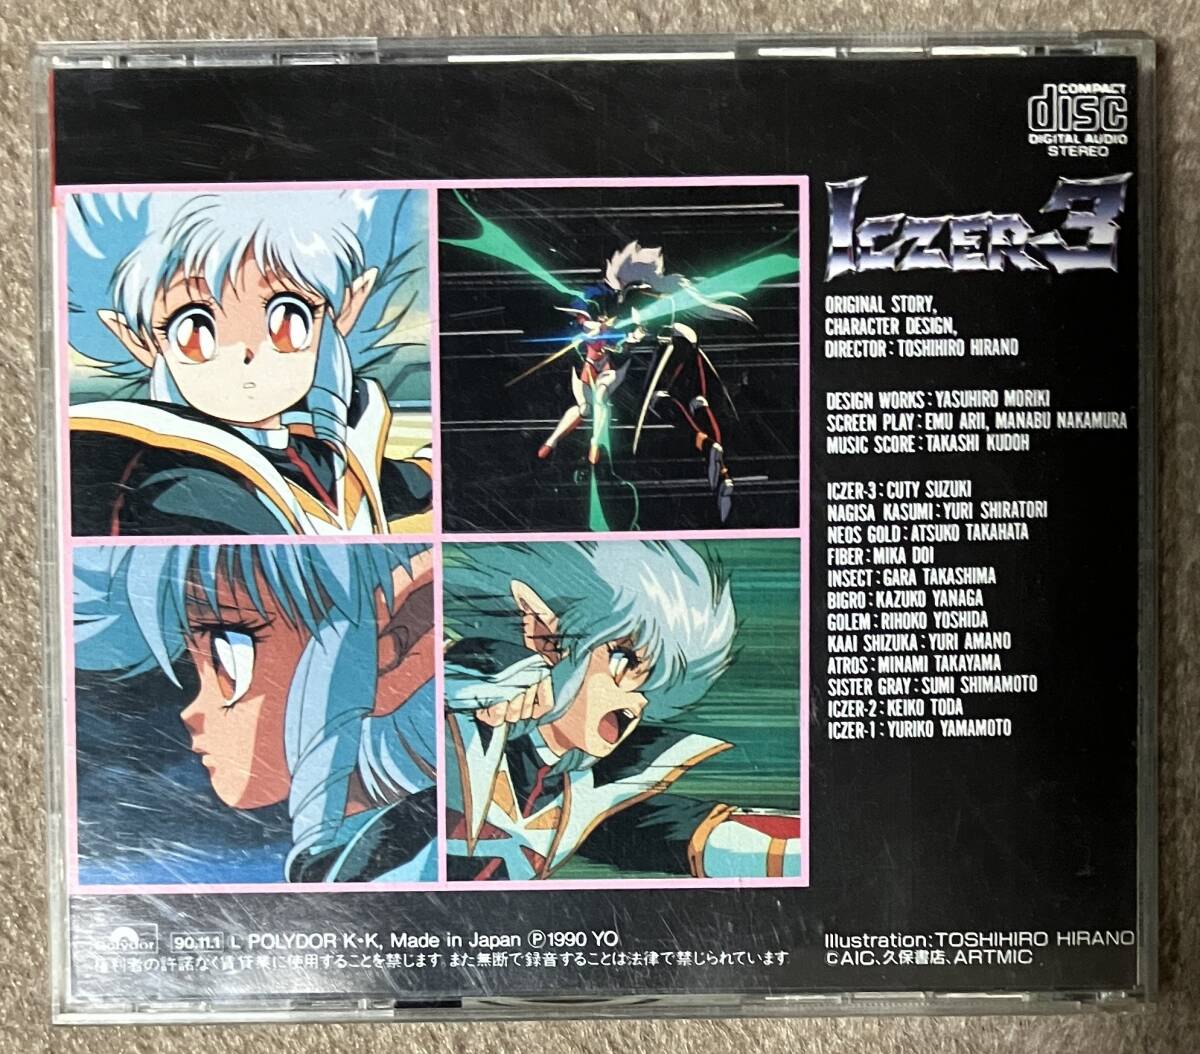 COMPACT
disc
DIGITAL AUDIO
STEREO
ICZER-3
ORIGINAL STORY,
CHARACTER DESIGN,
DIRECTOR : TOSHIHIRO HIRANO
DESIGN WORKS : YASUHIRO MORIKI
SCREEN PLAY : EMU ARII, MANABU NAKAMURA
MUSIC SCORE : TAKASHI KUDOH
ICZER-3 : CUTY SUZUKI
NAGISA KASUMI : YURI SHIRATORI
NEOS GOLD : ATSUKO TAKAHATA
FIBER : MIKA DOI
INSECT : GARA TAKASHIMA
BIGRO : KAZUKO YANAGA
GOLEM : RIHOKO YOSHIDA
KAAI SHIZUKA : YURI AMANO
ATROS : MINAMI TAKAYAMA
SISTER GRAY : SUMI SHIMAMOTO
ICZER-2 : KEIKO TODA
ICZER-1 : YURIKO YAMAMOTO
polydor 90.11.1 L POLYDOR K•K, Made in Japan Ⓟ1990 YO
権利者の許諾なく賃貸業に使用することを禁じます また無断で録音することは法律で禁じられています
Illustration: TOSHIHIRO HIRANO
©AIC、久保書店、ARTMIC